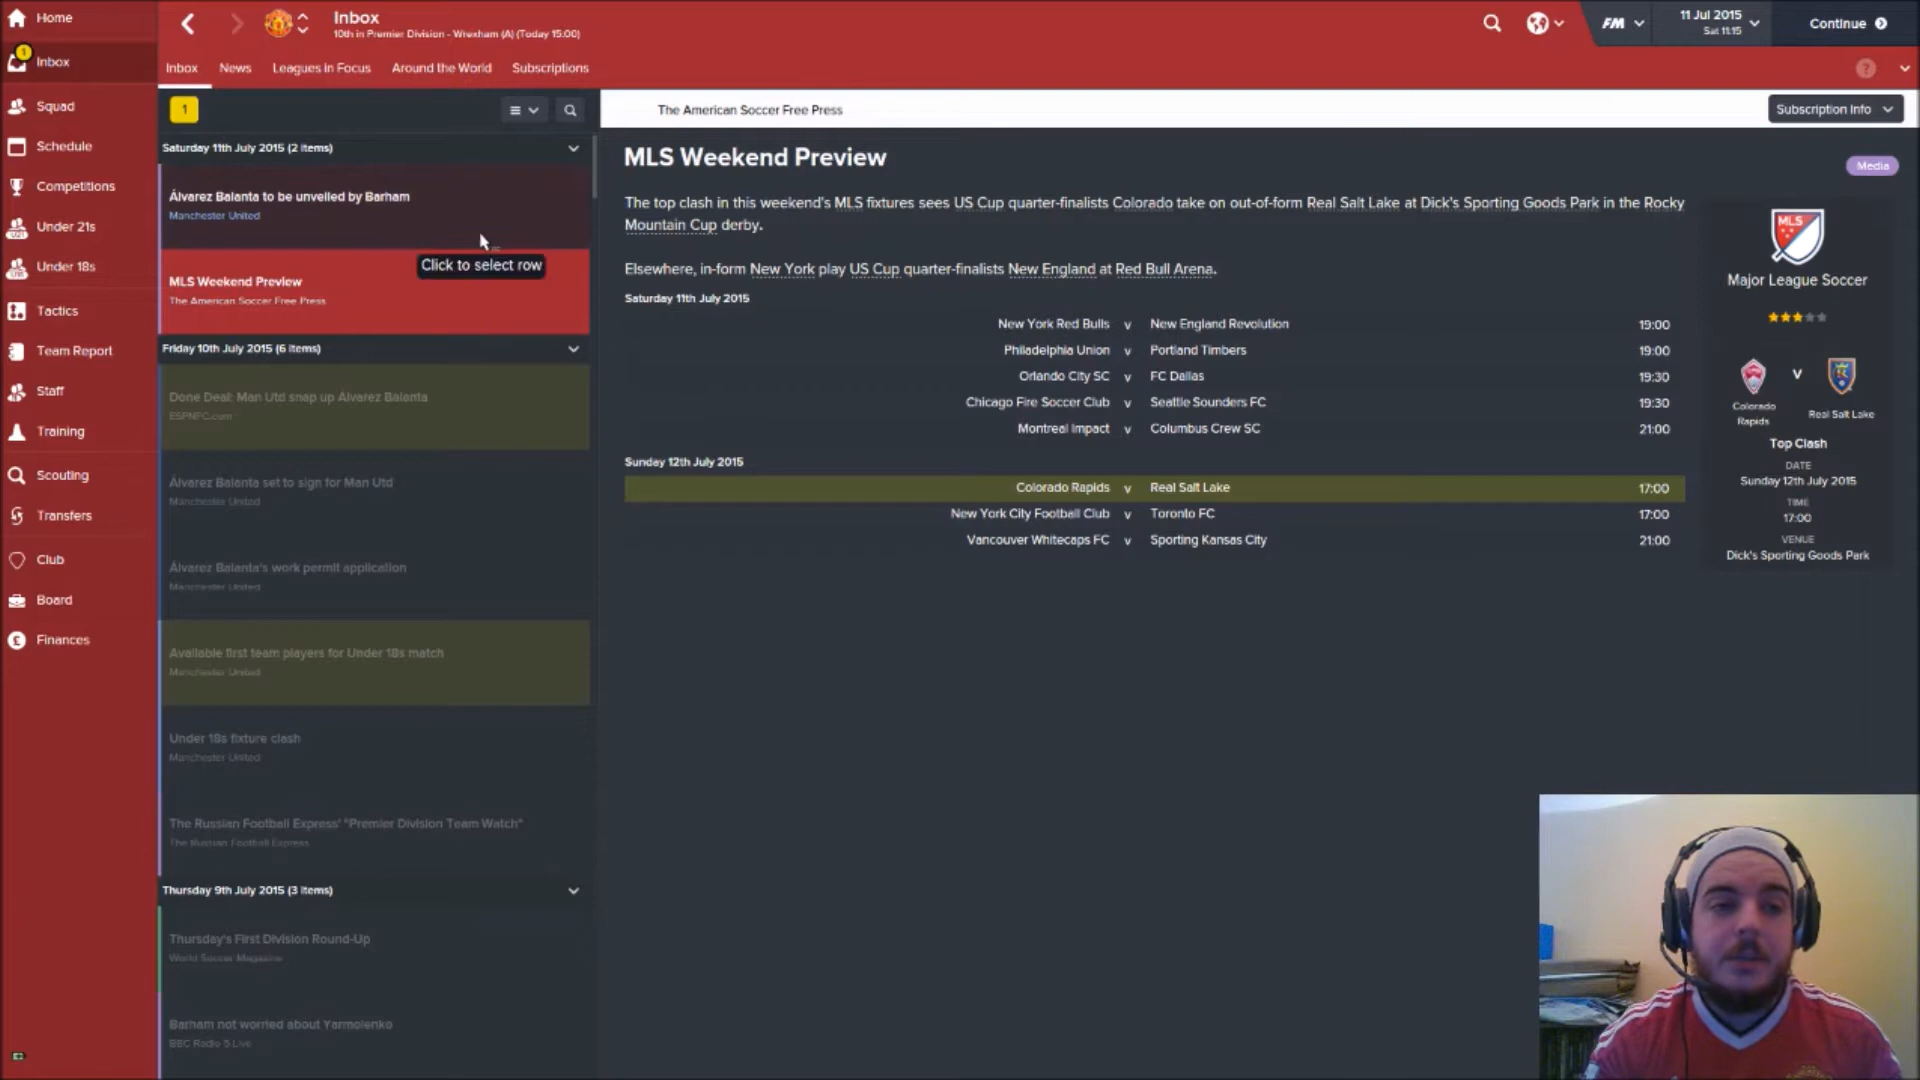 Home
Inbox
10th in Premier Division - Wrexham (A) (Today 15:00)
FM
11 Jul 2015
Sat 11:15
Continue
1
Inbox
Inbox
News
Leagues in Focus
Around the World
Subscriptions
?
Squad
Schedule
Competitions
Under 21s
Under 18s
Tactics
Team Report
Staff
Training
Scouting
Transfers
Club
Board
Finances
1
Saturday 11th July 2015 (2 items)
Álvarez Balanta to be unveiled by Barham
Manchester United
Click to select row
MLS Weekend Preview
The American Soccer Free Press
Friday 10th July 2015 (6 items)
Done Deal: Man Utd snap up Álvarez Balanta
ESPNFC.com
Álvarez Balanta set to sign for Man Utd
Manchester United
Álvarez Balanta's work permit application
Manchester United
Available first team players for Under 18s match
Manchester United
Under 18s fixture clash
Manchester United
The Russian Football Express' "Premier Division Team Watch"
The Russian Football Express
Thursday 9th July 2015 (3 items)
Thursday's First Division Round-Up
World Soccer Magazine
Barham not worried about Yarmolenko
BBC Radio 5 Live
The American Soccer Free Press
Subscription Info
MLS Weekend Preview
Media
The top clash in this weekend's MLS fixtures sees US Cup quarter-finalists Colorado take on out-of-form Real Salt Lake at Dick's Sporting Goods Park in the Rocky
Mountain Cup derby.
Elsewhere, in-form New York play US Cup quarter-finalists New England at Red Bull Arena.
Saturday 11th July 2015
New York Red Bulls v New England Revolution 19:00
Philadelphia Union v Portland Timbers 19:00
Orlando City SC v FC Dallas 19:30
Chicago Fire Soccer Club v Seattle Sounders FC 19:30
Montreal Impact v Columbus Crew SC 21:00
Sunday 12th July 2015
Colorado Rapids v Real Salt Lake 17:00
New York City Football Club v Toronto FC 17:00
Vancouver Whitecaps FC v Sporting Kansas City 21:00
MLS
Major League Soccer
v
Colorado
Rapids
Real Salt Lake
Top Clash
DATE
Sunday 12th July 2015
TIME
17:00
VENUE
Dick's Sporting Goods Park